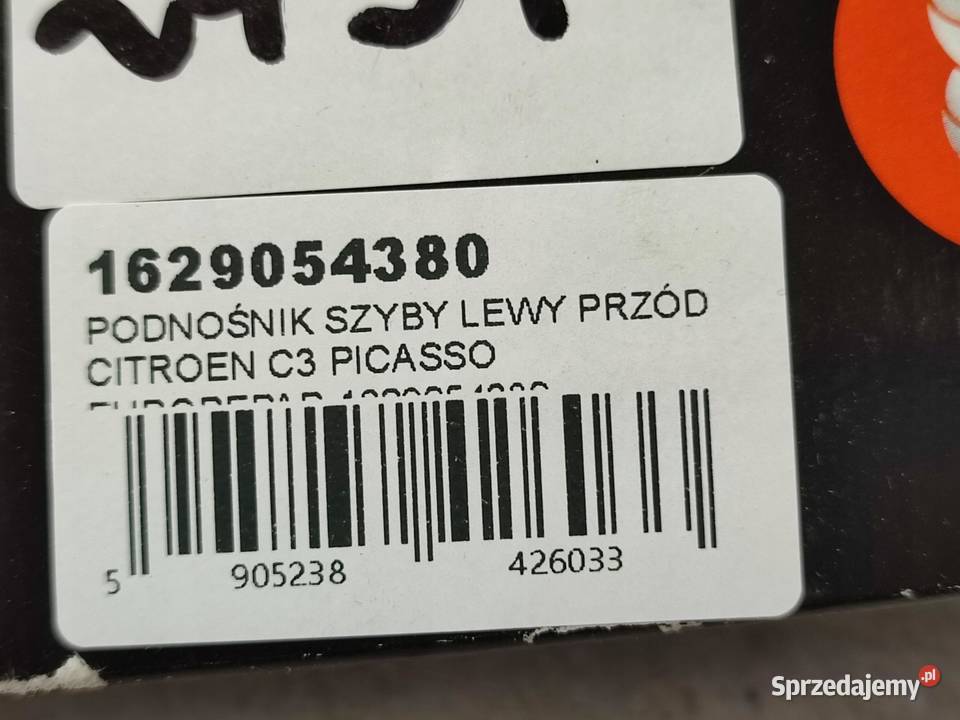 1629054380
PODNOŚNIK SZYBY LEWY PRZÓD
CITROEN C3 PICASSO
5 905238 426033
Sprzedajemy.pl